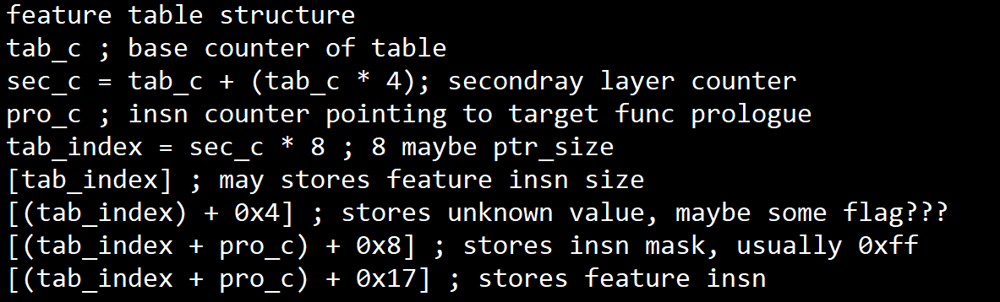 feature table structure
tab_c ; base counter of table
sec_c = tab_c + (tab_c * 4); secondray layer counter
pro_c ; insn counter pointing to target func prologue
tab_index = sec_c * 8 ; 8 maybe ptr_size
[tab_index] ; may stores feature insn size
[(tab_index) + 0x4] ; stores unknown value, maybe some flag???
[(tab_index + pro_c) + 0x8] ; stores insn mask, usually 0xff
[(tab_index + pro_c) + 0x17] ; stores feature insn